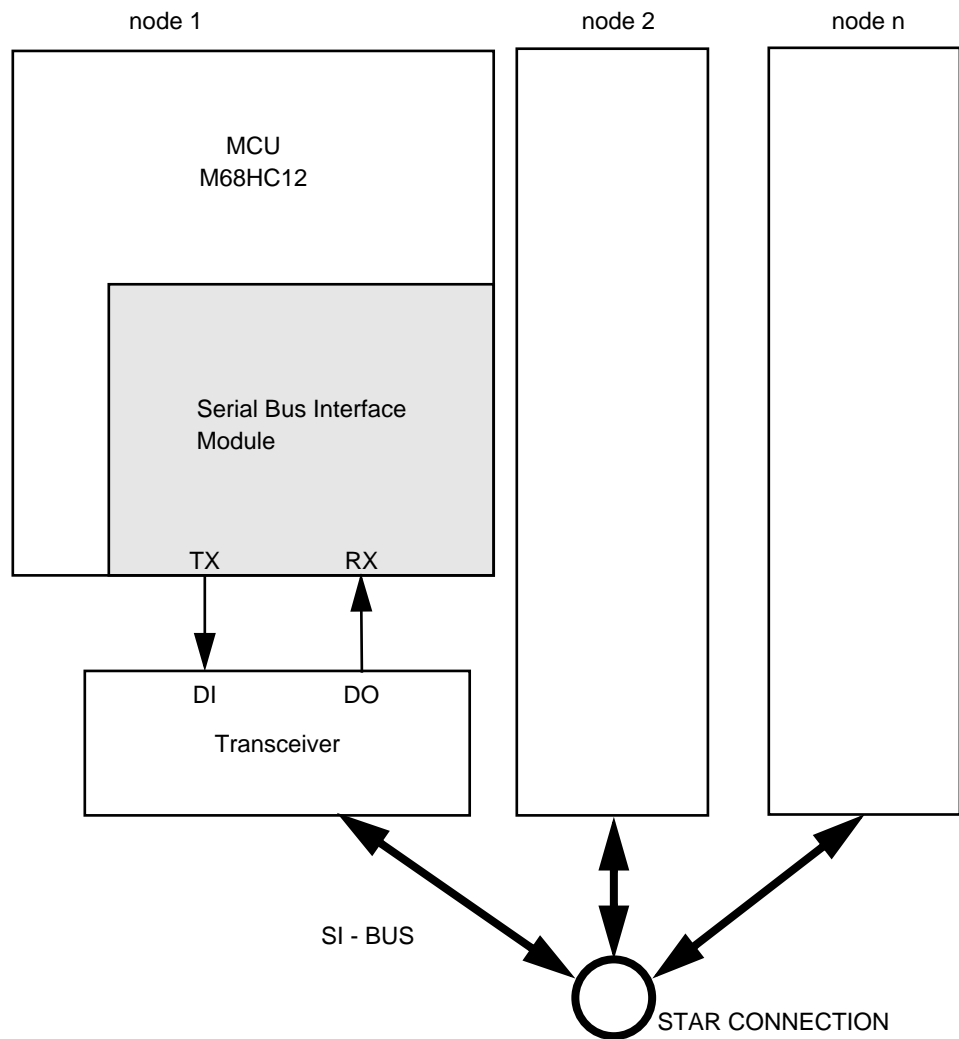 node 1
node 2
node n
MCU
M68HC12
Serial Bus Interface
Module
TX
RX
DI
DO
Transceiver
SI - BUS
STAR CONNECTION